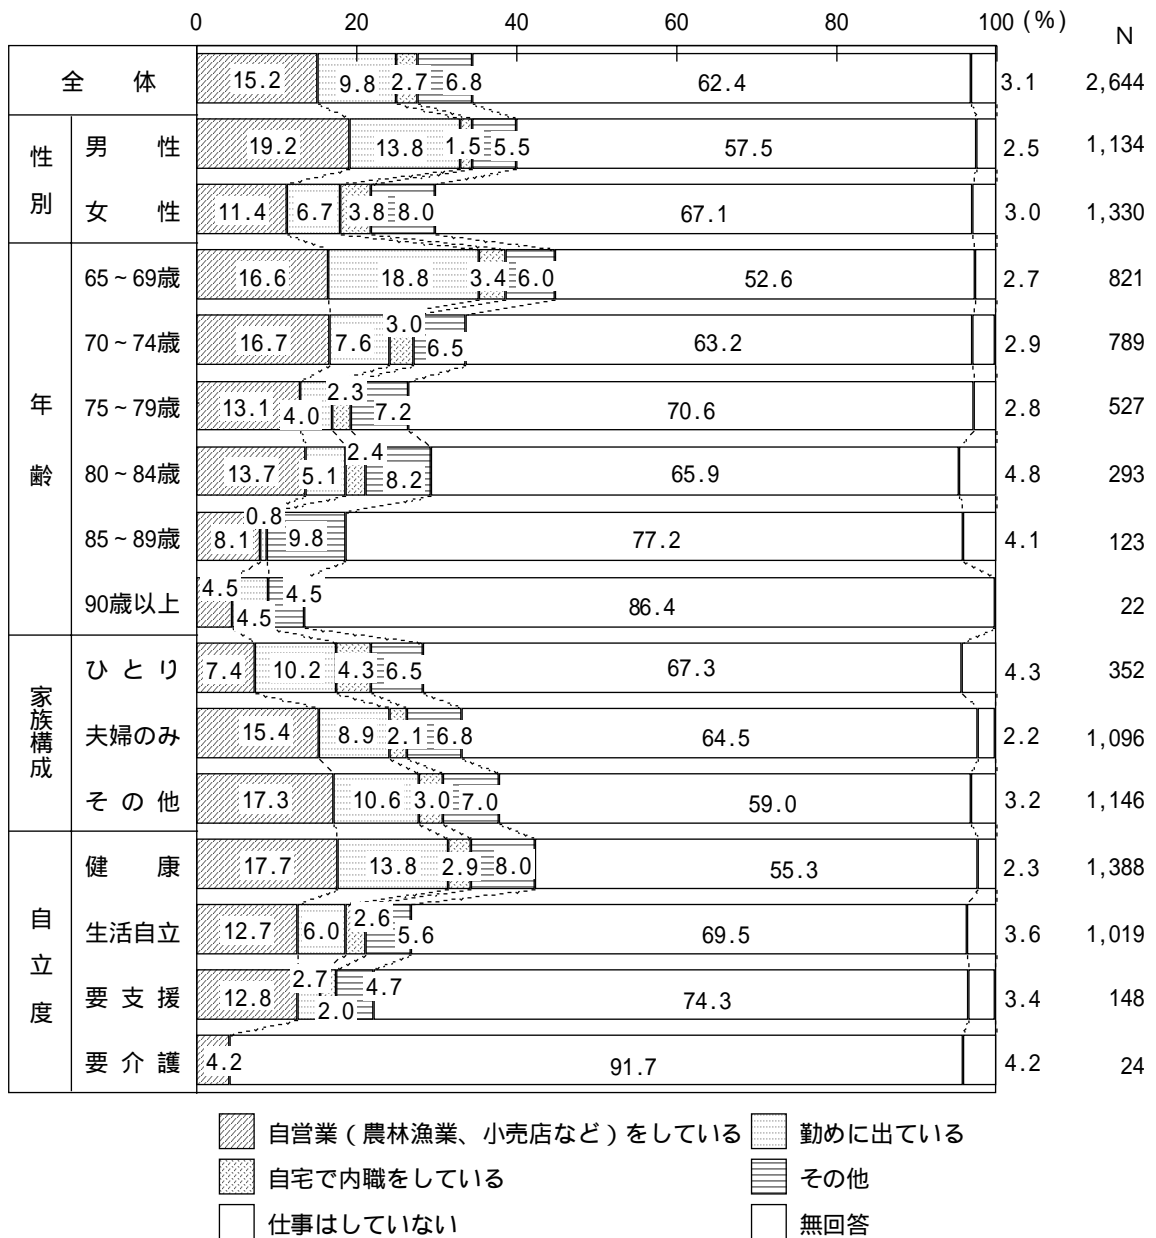 0 20 40 60 80 100 (%) N
全体 15.2 9.8 2.7 6.8 62.4 3.1 2,644
性別
男性 19.2 13.8 1.5 5.5 57.5 2.5 1,134
女性 11.4 6.7 3.8 8.0 67.1 3.0 1,330
年齢
65~69歳 16.6 18.8 3.4 6.0 52.6 2.7 821
70~74歳 16.7 7.6 3.0 6.5 63.2 2.9 789
75~79歳 13.1 4.0 2.3 7.2 70.6 2.8 527
80~84歳 13.7 5.1 2.4 8.2 65.9 4.8 293
85~89歳 8.1 0.8 9.8 77.2 4.1 123
90歳以上 4.5 4.5 4.5 86.4 22
家族構成
ひとり 7.4 10.2 4.3 6.5 67.3 4.3 352
夫婦のみ 15.4 8.9 2.1 6.8 64.5 2.2 1,096
その他 17.3 10.6 3.0 7.0 59.0 3.2 1,146
自立度
健康 17.7 13.8 2.9 8.0 55.3 2.3 1,388
生活自立 12.7 6.0 2.6 5.6 69.5 3.6 1,019
要支援 12.8 2.7 2.0 4.7 74.3 3.4 148
要介護 4.2 91.7 4.2 24
自営業(農林漁業、小売店など)をしている 勤めに出ている
自宅で内職をしている その他
仕事はしていない 無回答